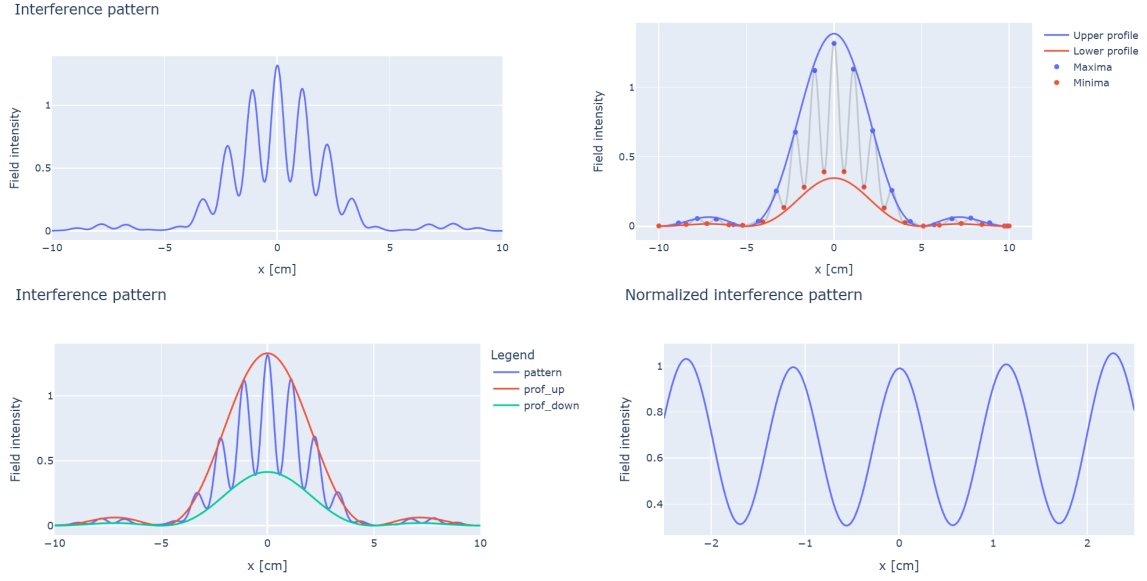 Interference pattern
Field intensity
1
0.5
0
−10
−5
0
5
10
x [cm]
Field intensity
1
0.5
0
−10
−5
0
5
10
x [cm]
Upper profile
Lower profile
Maxima
Minima
Interference pattern
Field intensity
1
0.5
0
−10
−5
0
5
10
x [cm]
Legend
pattern
prof_up
prof_down
Normalized interference pattern
Field intensity
1
0.8
0.6
0.4
−2
−1
0
1
2
x [cm]